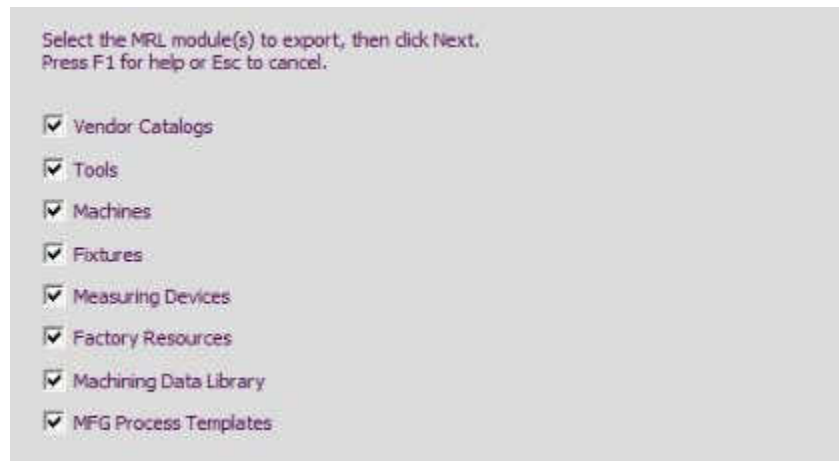 Select the MRL module(s) to export, then click Next.
Press F1 for help or Esc to cancel.
Vendor Catalogs
Tools
Machines
Fixtures
Measuring Devices
Factory Resources
Machining Data Library
MFG Process Templates